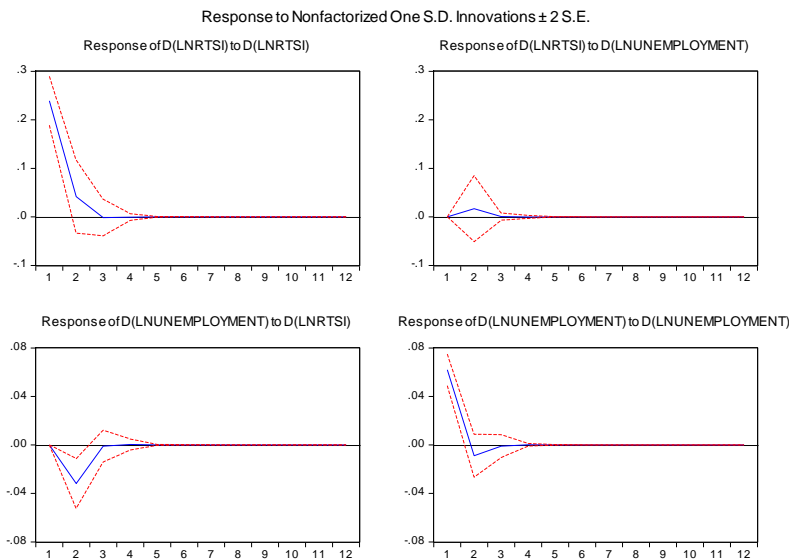 Response to Nonfactorized One S.D. Innovations ± 2 S.E.
Response of D(LNRTSI) to D(LNRTSI)
.3
.2
.1
.0
-.1
1 2 3 4 5 6 7 8 9 10 11 12
Response of D(LNRTSI) to D(LNUNEMPLOYMENT)
.3
.2
.1
.0
-.1
1 2 3 4 5 6 7 8 9 10 11 12
Response of D(LNUNEMPLOYMENT) to D(LNRTSI)
.08
.04
.00
-.04
-.08
1 2 3 4 5 6 7 8 9 10 11 12
Response of D(LNUNEMPLOYMENT) to D(LNUNEMPLOYMENT)
.08
.04
.00
-.04
-.08
1 2 3 4 5 6 7 8 9 10 11 12